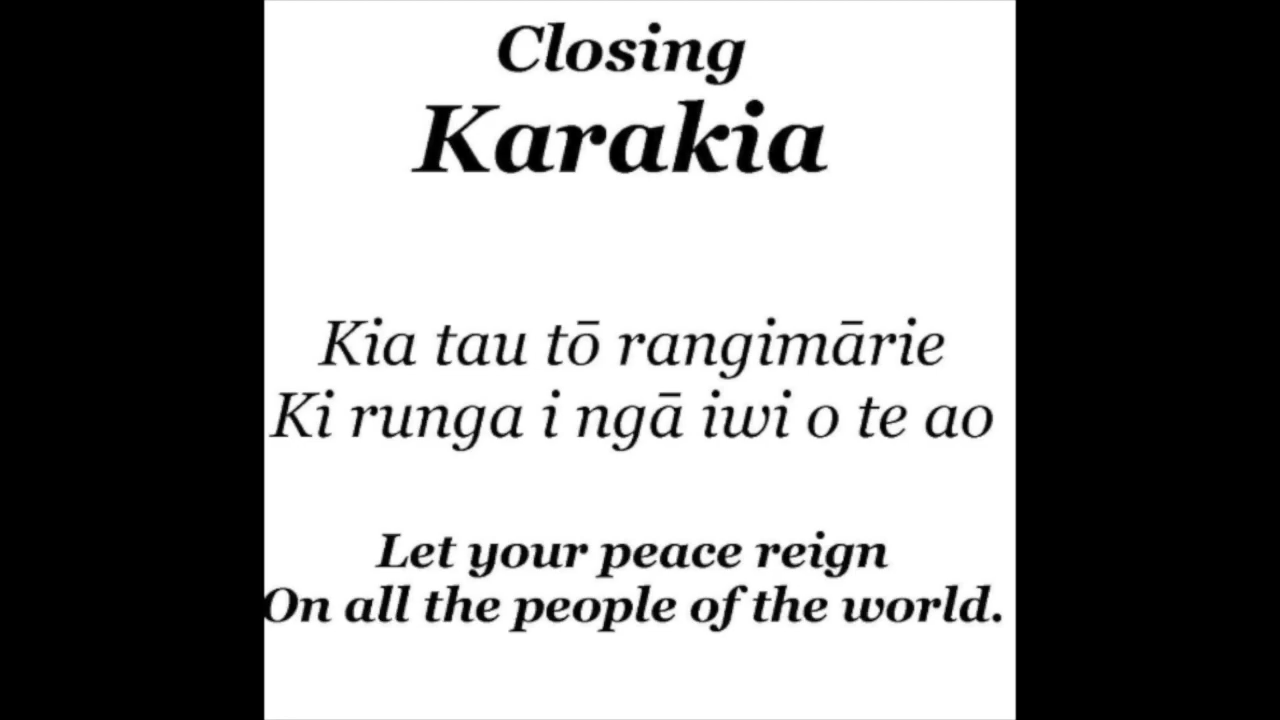 Closing
Karakia
Kia tau tō rangimārie
Ki runga i ngā iwi o te ao
Let your peace reign
On all the people of the world.